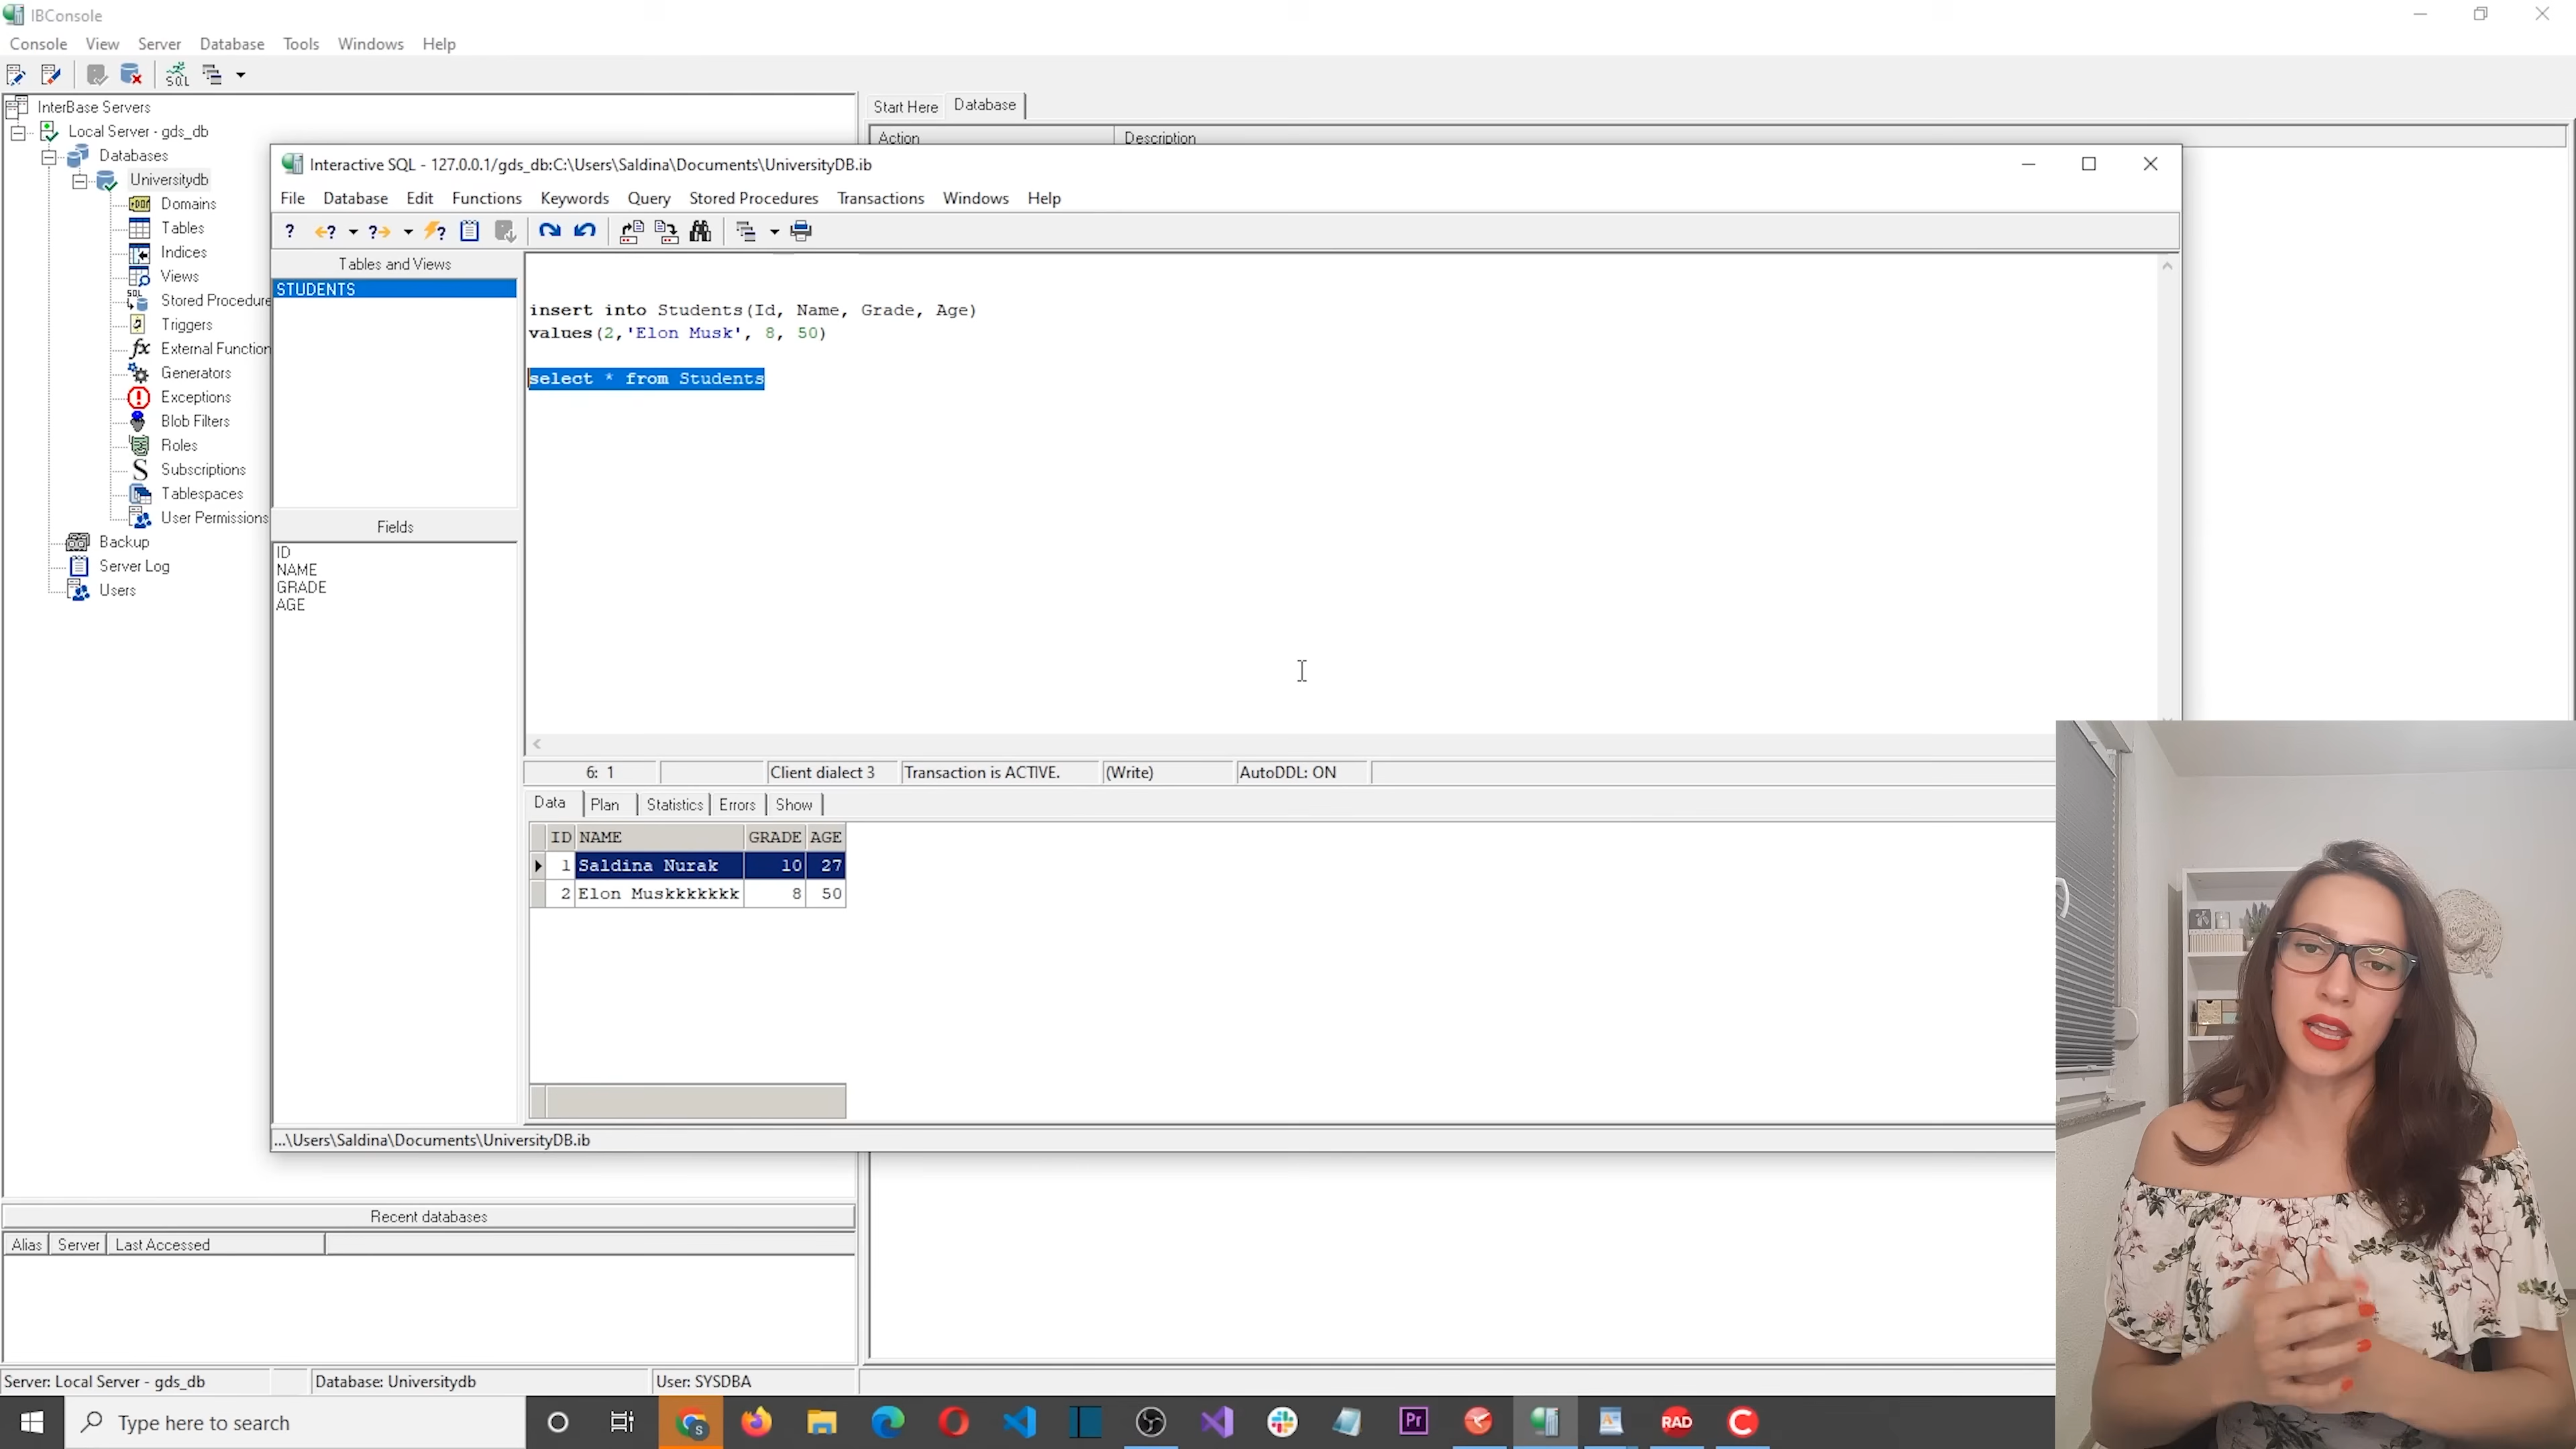 IBConsole
Console View Server Database Tools Windows Help
SQL
InterBase Servers
Local Server - gds_db
Databases
Universitydb
Domains
Tables
Indices
Views
Stored Procedure
Triggers
External Function
Generators
Exceptions
Blob Filters
Roles
Subscriptions
Tablespaces
User Permissions
Backup
Server Log
Users
Start Here Database
Action Description
Interactive SQL - 127.0.0.1/gds_db:C:\Users\Saldina\Documents\UniversityDB.ib
File Database Edit Functions Keywords Query Stored Procedures Transactions Windows Help
Tables and Views
STUDENTS
Fields
ID
NAME
GRADE
AGE
insert into Students(Id, Name, Grade, Age)
values(2,'Elon Musk', 8, 50)
select * from Students
6: 1 Client dialect 3 Transaction is ACTIVE. (Write) AutoDDL: ON
Data Plan Statistics Errors Show
ID NAME GRADE AGE
1 Saldina Nurak 10 27
2 Elon Muskkkkkkk 8 50
...\Users\Saldina\Documents\UniversityDB.ib
Recent databases
Alias Server Last Accessed
Server: Local Server - gds_db Database: Universitydb User: SYSDBA
Type here to search
S
Pr
RAD
C